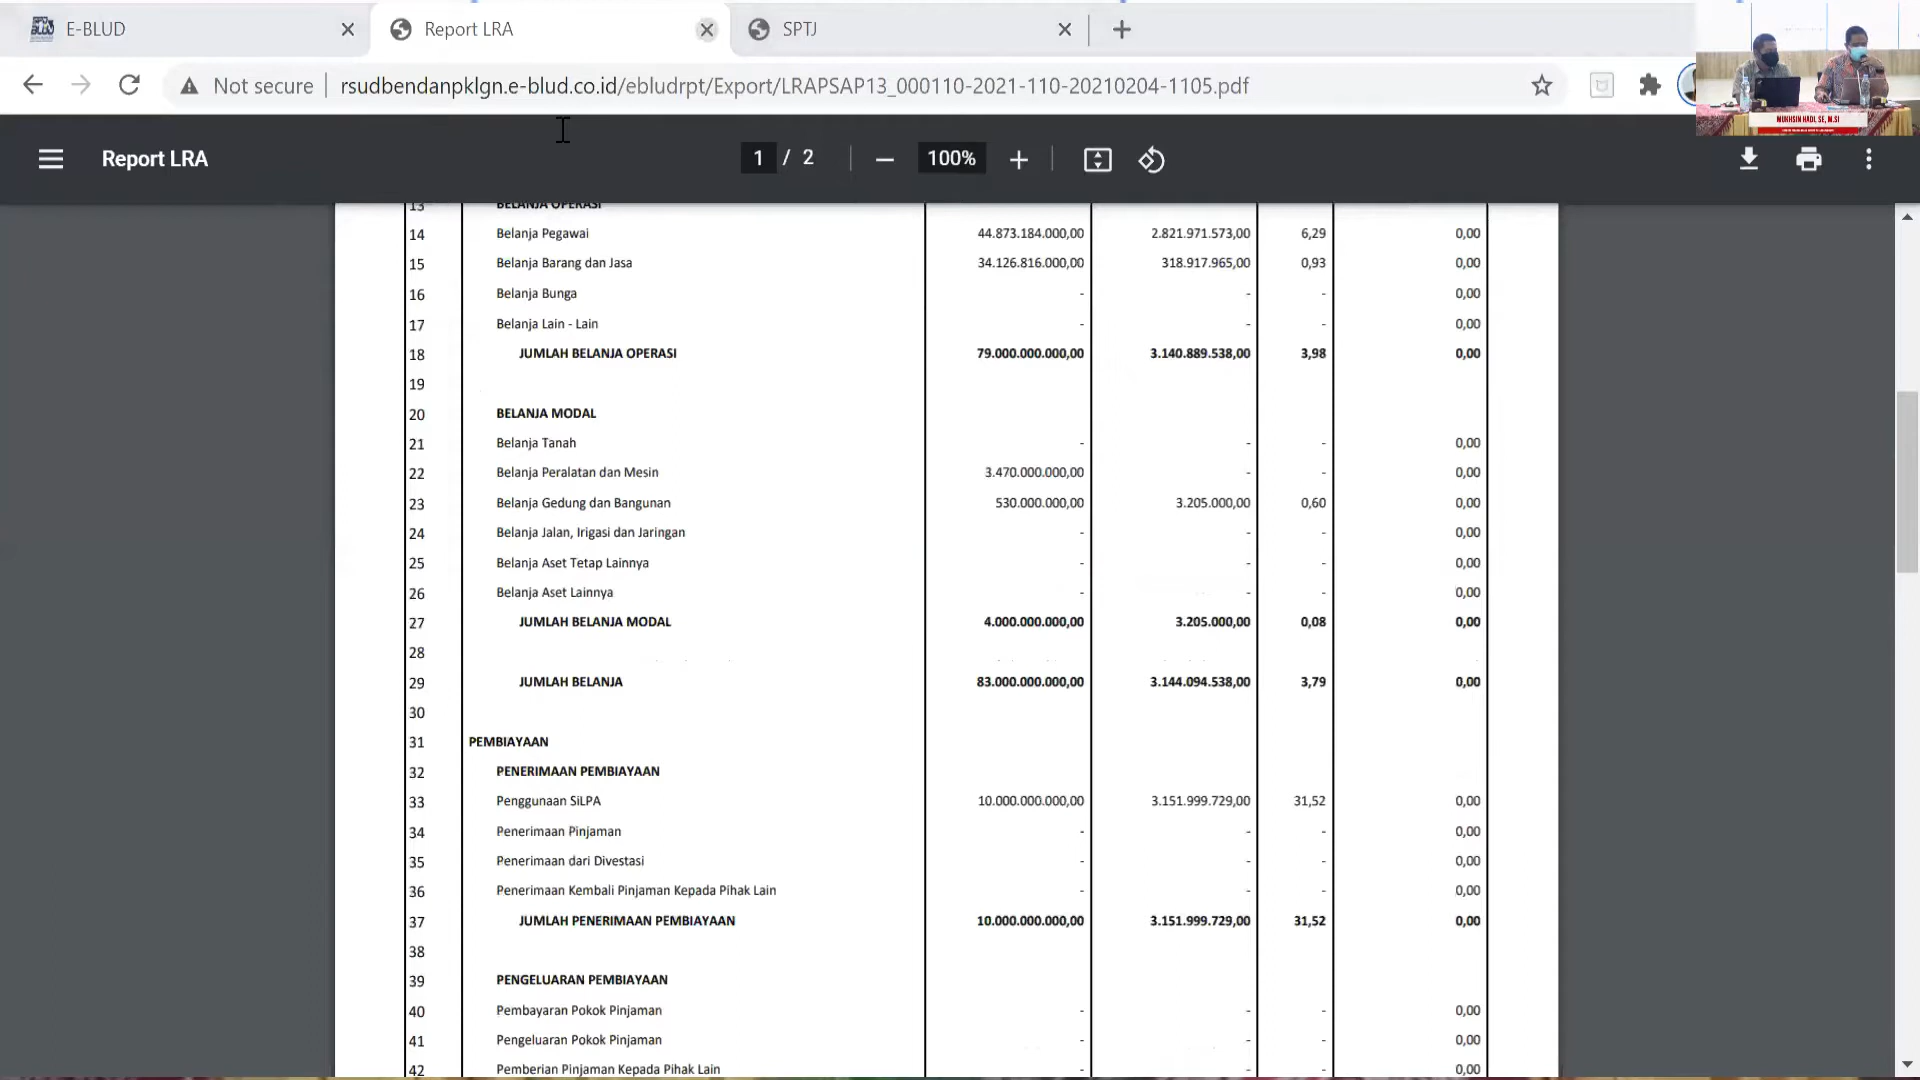 E-BLUD
Report LRA
SPTJ
Not secure rsudbendanpklgn.e-blud.co.id/ebludrpt/Export/LRAPSAP13_000110-2021-110-20210204-1105.pdf
MUKHSIN HADI, SE, M.SI
Report LRA 1 / 2 100%
13 BELANJA OPERASI
14 Belanja Pegawai 44.873.184.000,00 2.821.971.573,00 6,29 0,00
15 Belanja Barang dan Jasa 34.126.816.000,00 318.917.965,00 0,93 0,00
16 Belanja Bunga - - - 0,00
17 Belanja Lain - Lain - - - 0,00
18 JUMLAH BELANJA OPERASI 79.000.000.000,00 3.140.889.538,00 3,98 0,00
19
20 BELANJA MODAL
21 Belanja Tanah - - - 0,00
22 Belanja Peralatan dan Mesin 3.470.000.000,00 - - 0,00
23 Belanja Gedung dan Bangunan 530.000.000,00 3.205.000,00 0,60 0,00
24 Belanja Jalan, Irigasi dan Jaringan - - - 0,00
25 Belanja Aset Tetap Lainnya - - - 0,00
26 Belanja Aset Lainnya - - - 0,00
27 JUMLAH BELANJA MODAL 4.000.000.000,00 3.205.000,00 0,08 0,00
28
29 JUMLAH BELANJA 83.000.000.000,00 3.144.094.538,00 3,79 0,00
30
31 PEMBIAYAAN
32 PENERIMAAN PEMBIAYAAN
33 Penggunaan SiLPA 10.000.000.000,00 3.151.999.729,00 31,52 0,00
34 Penerimaan Pinjaman - - - 0,00
35 Penerimaan dari Divestasi - - - 0,00
36 Penerimaan Kembali Pinjaman Kepada Pihak Lain - - - 0,00
37 JUMLAH PENERIMAAN PEMBIAYAAN 10.000.000.000,00 3.151.999.729,00 31,52 0,00
38
39 PENGELUARAN PEMBIAYAAN
40 Pembayaran Pokok Pinjaman - - - 0,00
41 Pengeluaran Pokok Pinjaman - - - 0,00
42 Pemberian Pinjaman Kepada Pihak Lain - - - 0,00